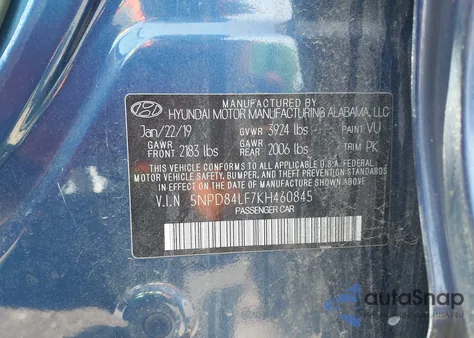 MANUFACTURED BY
HYUNDAI MOTOR MANUFACTURING ALABAMA, LLC
Jan/22/19 GVWR 3924 lbs PAINT VU
GAWR FRONT 2183 lbs GAWR REAR 2006 lbs TRIM PK
THIS VEHICLE CONFORMS TO ALL APPLICABLE FEDERAL
MOTOR VEHICLE SAFETY, BUMPER, AND THEFT PREVENTION
STANDARDS IN EFFECT ON THE DATE OF MANUFACTURE SHOWN ABOVE.
V.I.N 5NPD84LF7KH460845
PASSENGER CAR
autoSnap